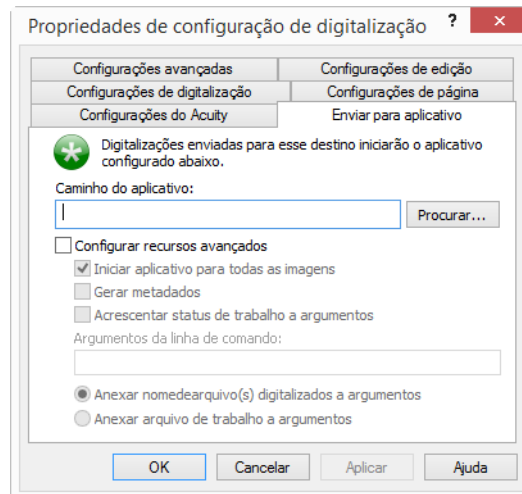 Propriedades de configuração de digitalização ? ×
Configurações avançadas Configurações de edição
Configurações de digitalização Configurações de página
Configurações do Acuity Enviar para aplicativo
Digitalizações enviadas para esse destino iniciarão o aplicativo
configurado abaixo.
Caminho do aplicativo:
Procurar...
Configurar recursos avançados
Iniciar aplicativo para todas as imagens
Gerar metadados
Acrescentar status de trabalho a argumentos
Argumentos da linha de comando:
Anexar nomedearquivo(s) digitalizados a argumentos
Anexar arquivo de trabalho a argumentos
OK Cancelar Aplicar Ajuda